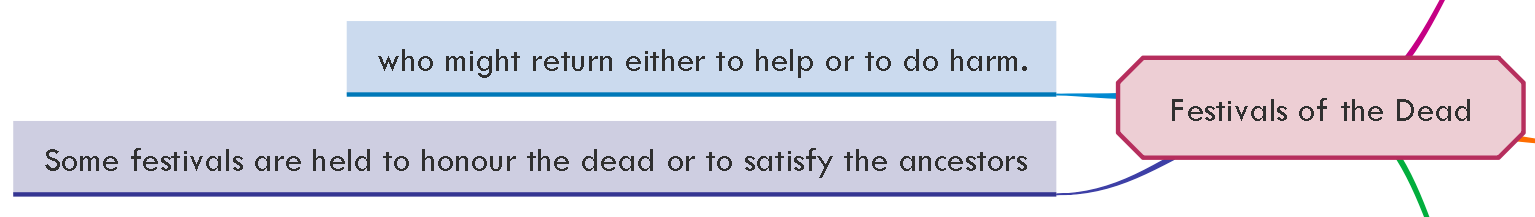 who might return either to help or to do harm.
Some festivals are held to honour the dead or to satisfy the ancestors
Festivals of the Dead